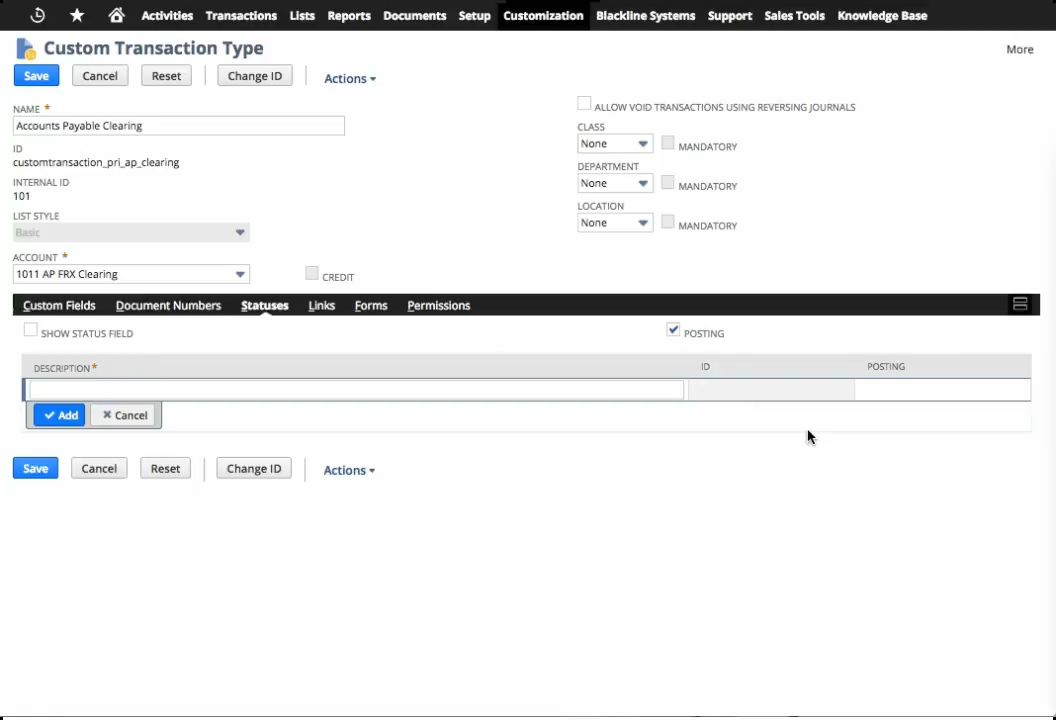 Activities Transactions Lists Reports Documents Setup Customization Blackline Systems Support Sales Tools Knowledge Base
Custom Transaction Type
More
Save Cancel Reset Change ID Actions
NAME *
Accounts Payable Clearing
ID
customtransaction_pri_ap_clearing
INTERNAL ID
101
LIST STYLE
Basic
ACCOUNT *
1011 AP FRX Clearing
CREDIT
ALLOW VOID TRANSACTIONS USING REVERSING JOURNALS
CLASS
None MANDATORY
DEPARTMENT
None MANDATORY
LOCATION
None MANDATORY
Custom Fields Document Numbers Statuses Links Forms Permissions
SHOW STATUS FIELD POSTING
DESCRIPTION * ID POSTING
Add Cancel
Save Cancel Reset Change ID Actions